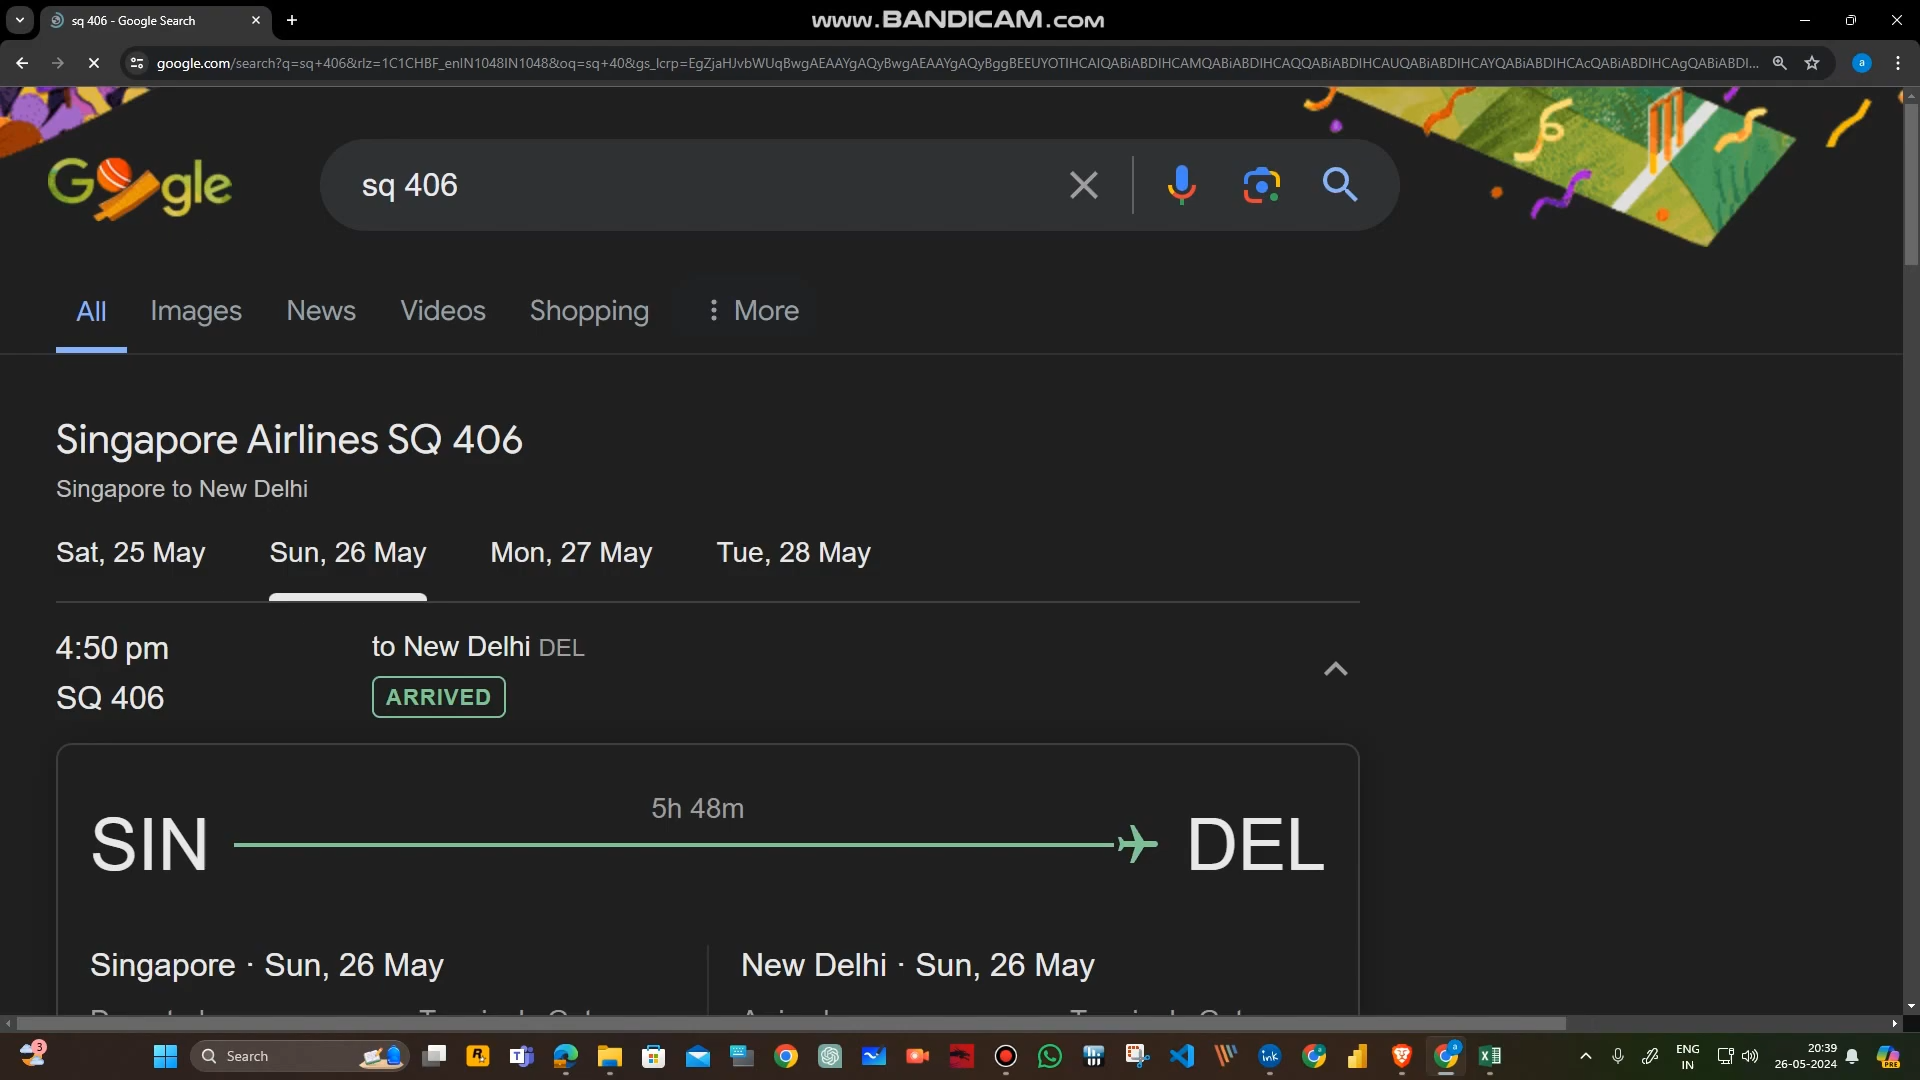 sq 406 - Google Search
www.BANDICAM.com
google.com/search?q=sq+406&rlz=1C1CHBF_enIN1048IN1048&oq=sq+40&gs_lcrp=EgZjaHJvbWUqBwgAEAAYgAQyBwgAEAAYgAQyBggBEEUYOTIHCAIQABiABDIHCAMQABiABDIHCAQQABiABDIHCAUQABiABDIHCAYQABiABDIHCAcQABiABDIHCAgQABiABDI...
a
Google
sq 406
All Images News Videos Shopping More
Singapore Airlines SQ 406
Singapore to New Delhi
Sat, 25 May Sun, 26 May Mon, 27 May Tue, 28 May
4:50 pm to New Delhi DEL
SQ 406 ARRIVED
5h 48m
SIN DEL
Singapore · Sun, 26 May New Delhi · Sun, 26 May
3 Search ENG 20:39
IN 26-05-2024